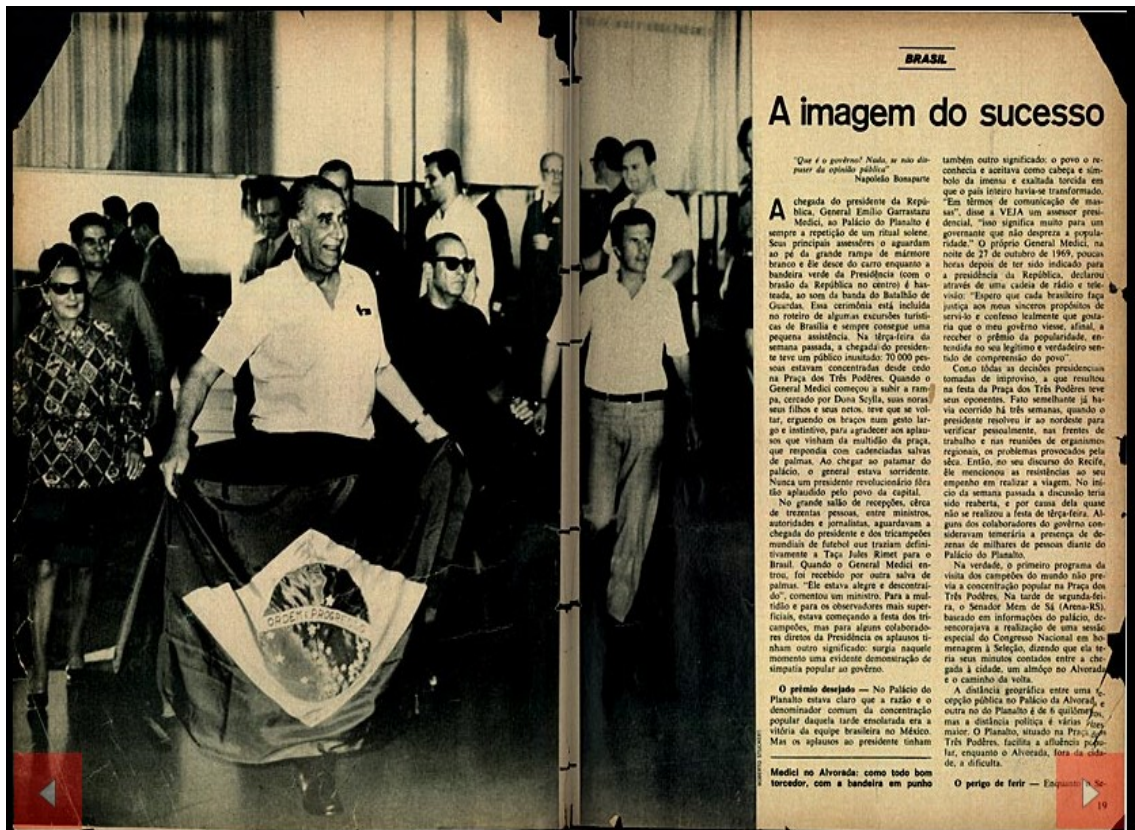 ORDEM E PROGRESSO
BRASIL
A imagem do sucesso
"Que é o govêrno? Nada, se não dis-
puser da opinião pública"
Napoleão Bonaparte
A chegada do presidente da Repú-
blica, General Emílio Garrastazu
Medici, ao Palácio do Planalto é
sempre a repetição de um ritual solene.
Seus principais assessôres o aguardam
ao pé da grande rampa de mármore
branco e êle desce do carro enquanto a
bandeira verde da Presidência (com o
brasão da República no centro) é has-
teada, ao som da banda do Batalhão de
Guardas. Essa cerimônia está incluída
no roteiro de algumas excursões turísti-
cas de Brasília e sempre consegue uma
pequena assistência. Na têrça-feira da
semana passada, a chegada do presiden-
te teve um público inusitado: 70 000 pes-
soas estavam concentradas desde cedo
na Praça dos Três Podêres. Quando o
General Medici começou a subir a ram-
pa, cercado por Dona Scylla, suas noras,
seus filhos e seus netos, teve que se vol-
tar, erguendo os braços num gesto lar-
go e instintivo, para agradecer aos aplau-
sos que vinham da multidão da praça,
que respondia com cadenciadas salvas
de palmas. Ao chegar ao patamar do
palácio, o general estava sorridente.
Nunca um presidente revolucionário fôra
tão aplaudido pelo povo da capital.
No grande salão de recepções, cêrca
de trezentas pessoas, entre ministros,
autoridades e jornalistas, aguardavam a
chegada do presidente e dos tricampeões
mundiais de futebol que traziam defini-
tivamente a Taça Jules Rimet para o
Brasil. Quando o General Medici en-
trou, foi recebido por outra salva de
palmas. "Êle estava alegre e descontraí-
do", comentou um ministro. Para a mul-
tidão e para os observadores mais super-
ficiais, estava começando a festa dos tri-
campeões, mas para alguns colaborado-
res diretos da Presidência os aplausos ti-
nham outro significado: surgia naquele
momento uma evidente demonstração de
simpatia popular ao govêrno.
O prêmio desejado — No Palácio do
Planalto estava claro que a razão e o
denominador comum da concentração
popular daquela tarde ensolarada era a
vitória da equipe brasileira no México.
Mas os aplausos ao presidente tinham
Medici no Alvorada: como todo bom
torcedor, com a bandeira em punho
também outro significado: o povo o re-
conhecia e aceitava como cabeça e sím-
bolo da imensa e exaltada torcida em
que o país inteiro havia-se transformado.
"Em têrmos de comunicação de mas-
sas", disse a VEJA um assessor presi-
dencial, "isso significa muito para um
governante que não despreza a popula-
ridade." O próprio General Medici, na
noite de 27 de outubro de 1969, poucas
horas depois de ter sido indicado para
a presidência da República, declarou
através de uma cadeia de rádio e tele-
visão: "Espero que cada brasileiro faça
justiça aos meus sinceros propósitos de
servi-lo e confesso lealmente que gosta-
ria que o meu govêrno viesse, afinal, a
receber o prêmio da popularidade, en-
tendida no seu legítimo e verdadeiro sen-
tido de compreensão do povo".
Como tôdas as decisões presidenciais
tomadas de improviso, a que resultou
na festa da Praça dos Três Podêres teve
seus oponentes. Fato semelhante já ha-
via ocorrido há três semanas, quando o
presidente resolveu ir ao nordeste para
verificar pessoalmente, nas frentes de
trabalho e nas reuniões de organismos
regionais, os problemas provocados pela
sêca. Então, no seu discurso do Recife,
êle mencionou as resistências ao seu
empenho em realizar a viagem. No iní-
cio da semana passada a discussão teria
sido reaberta, e por causa dela quase
não se realizou a festa de têrça-feira. Al-
guns dos colaboradores do govêrno con-
sideravam temerária a presença de de-
zenas de milhares de pessoas diante do
Palácio do Planalto.
Na verdade, o primeiro programa da
visita dos campeões do mundo não pre-
via a concentração popular na Praça dos
Três Podêres. Na tarde de segunda-fei-
ra, o Senador Mem de Sá (Arena-RS),
baseado em informações do palácio, de-
sencorajava a realização de uma sessão
especial do Congresso Nacional em ho-
menagem à Seleção, dizendo que ela te-
ria seus minutos contados entre a che-
gada à cidade, um almôço no Alvorada
e o caminho da volta.
A distância geográfica entre uma
cepção pública no Palácio da Alvorada e
outra no do Planalto é de 6 quilômetros,
mas a distância política é várias vêzes
maior. O Planalto, situado na Praça dos
Três Podêres, facilita a afluência popu-
lar, enquanto o Alvorada, fora da cida-
de, a dificulta.
O perigo de ferir — Enquanto o Se-
19